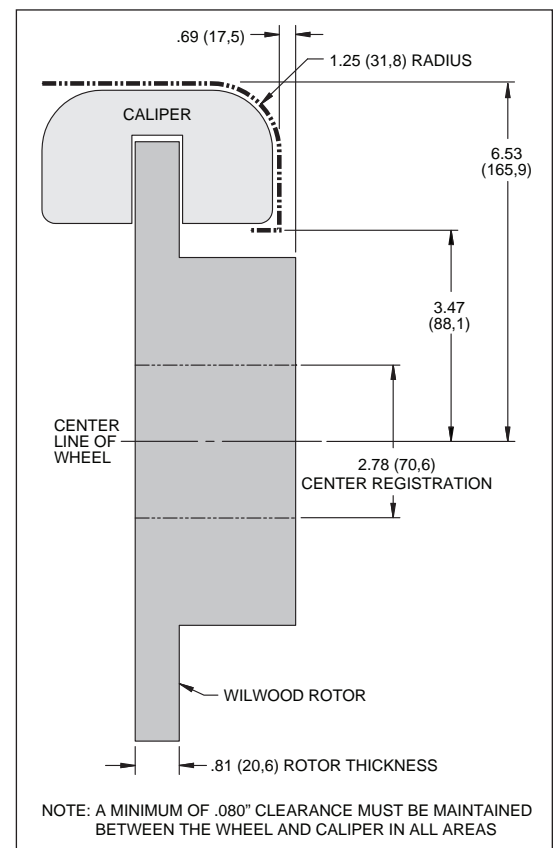 .69 (17,5)
1.25 (31,8) RADIUS
CALIPER
6.53
(165,9)
3.47
(88,1)
CENTER
LINE OF
WHEEL
2.78 (70,6)
CENTER REGISTRATION
WILWOOD ROTOR
.81 (20,6) ROTOR THICKNESS
NOTE: A MINIMUM OF .080" CLEARANCE MUST BE MAINTAINED
BETWEEN THE WHEEL AND CALIPER IN ALL AREAS